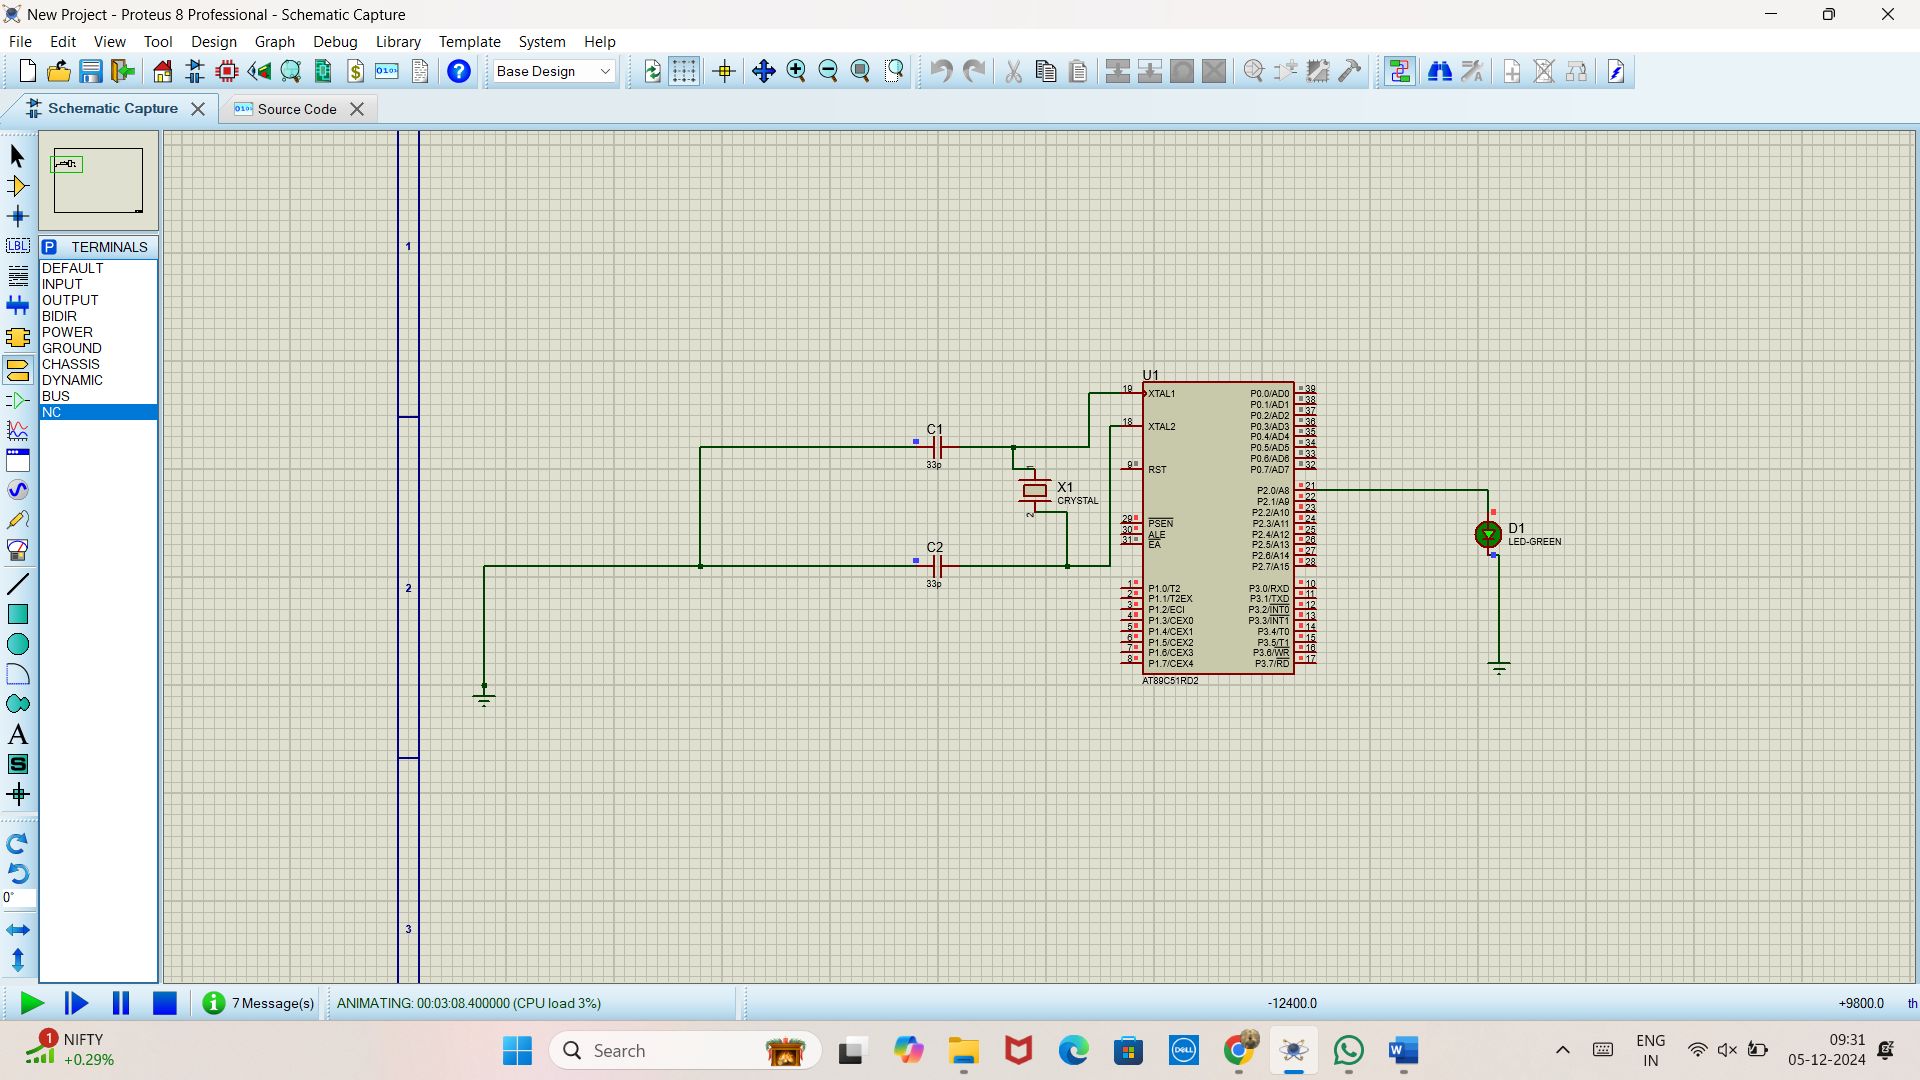 New Project - Proteus 8 Professional - Schematic Capture
File Edit View Tool Design Graph Debug Library Template System Help
Base Design
Schematic Capture
Source Code
P TERMINALS
DEFAULT
INPUT
OUTPUT
BIDIR
POWER
GROUND
CHASSIS
DYNAMIC
BUS
NC
LBL
A
S
0°
1
2
3
C1
33p
C2
33p
X1
CRYSTAL
1
2
U1
19 XTAL1
18 XTAL2
9 RST
29 PSEN
30 ALE
31 EA
1 P1.0/T2
2 P1.1/T2EX
3 P1.2/ECI
4 P1.3/CEX0
5 P1.4/CEX1
6 P1.5/CEX2
7 P1.6/CEX3
8 P1.7/CEX4
P0.0/AD0 39
P0.1/AD1 38
P0.2/AD2 37
P0.3/AD3 36
P0.4/AD4 35
P0.5/AD5 34
P0.6/AD6 33
P0.7/AD7 32
P2.0/A8 21
P2.1/A9 22
P2.2/A10 23
P2.3/A11 24
P2.4/A12 25
P2.5/A13 26
P2.6/A14 27
P2.7/A15 28
P3.0/RXD 10
P3.1/TXD 11
P3.2/INT0 12
P3.3/INT1 13
P3.4/T0 14
P3.5/T1 15
P3.6/WR 16
P3.7/RD 17
AT89C51RD2
D1
LED-GREEN
7 Message(s)
ANIMATING: 00:03:08.400000 (CPU load 3%)
-12400.0
+9800.0
th
1
NIFTY
+0.29%
Search
DELL
W
ENG
IN
09:31
05-12-2024